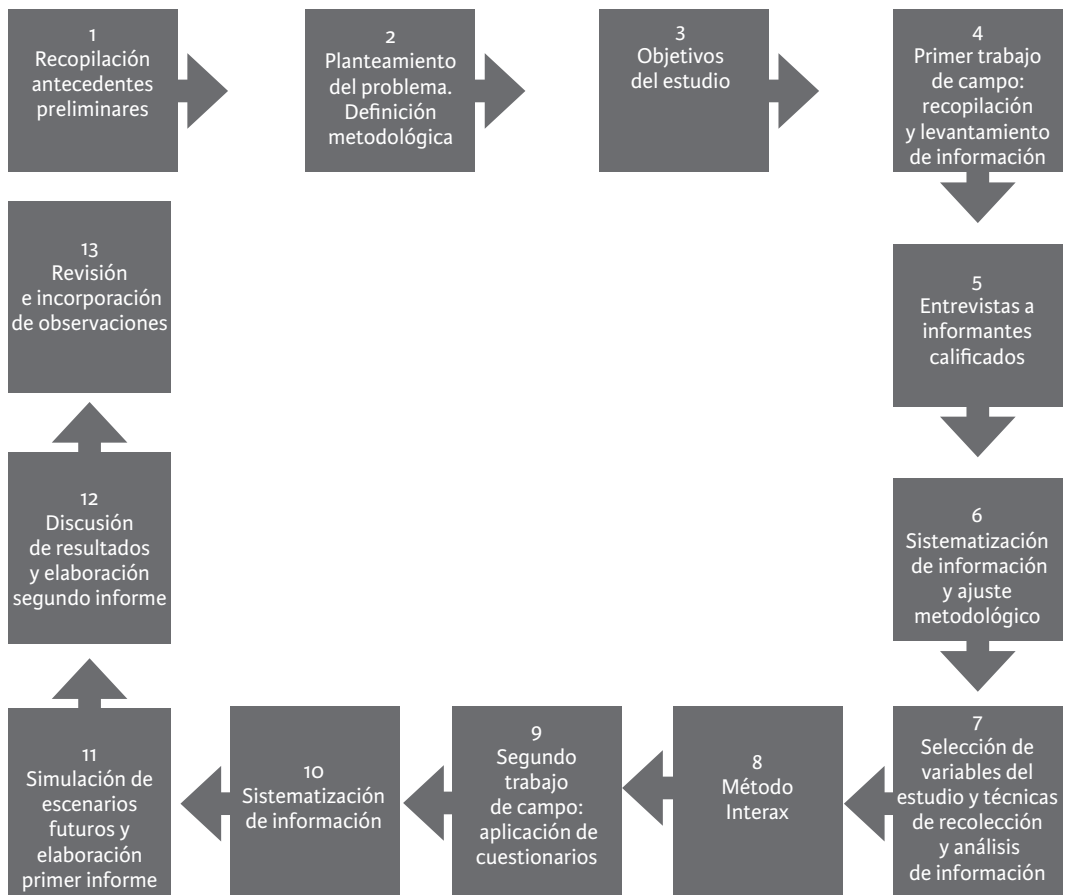 1
Recopilación
antecedentes
preliminares
2
Planteamiento
del problema.
Definición
metodológica
3
Objetivos
del estudio
4
Primer trabajo
de campo:
recopilación
y levantamiento
de información
5
Entrevistas a
informantes
calificados
6
Sistematización
de información
y ajuste
metodológico
7
Selección de
variables del
estudio y técnicas
de recolección
y análisis
de información
8
Método
Interax
9
Segundo
trabajo
de campo:
aplicación de
cuestionarios
10
Sistematización
de información
11
Simulación de
escenarios
futuros y
elaboración
primer informe
12
Discusión
de resultados
y elaboración
segundo informe
13
Revisión
e incorporación
de observaciones